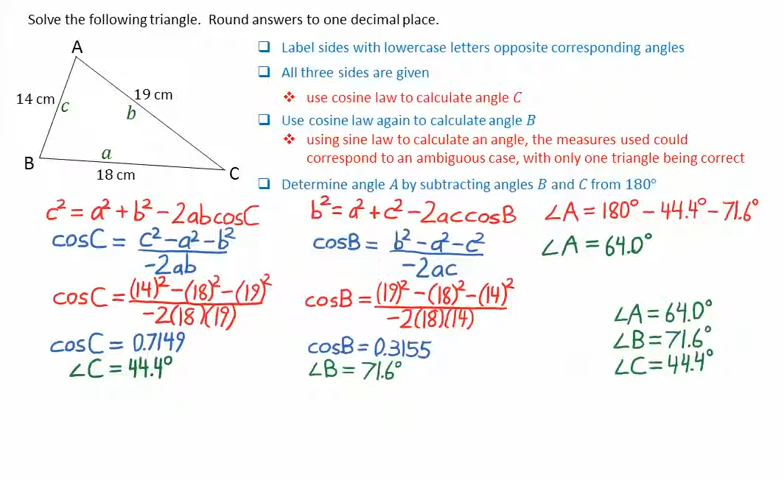 Solve the following triangle. Round answers to one decimal place.
A
14 cm
c
19 cm
b
B
a
18 cm
C
❑ Label sides with lowercase letters opposite corresponding angles
❑ All three sides are given
❖ use cosine law to calculate angle C
❑ Use cosine law again to calculate angle B
❖ using sine law to calculate an angle, the measures used could
correspond to an ambiguous case, with only one triangle being correct
❑ Determine angle A by subtracting angles B and C from 180°
c² = a² + b² − 2abcosC
cosC = (c² − a² − b²)/(−2ab)
cosC = ((14)² − (18)² − (19)²)/(−2(18)(19))
cosC = 0.7149
∠C = 44.4°
b² = a² + c² − 2accosB
cosB = (b² − a² − c²)/(−2ac)
cosB = ((19)² − (18)² − (14)²)/(−2(18)(14))
cosB = 0.3155
∠B = 71.6°
∠A = 180° − 44.4° − 71.6°
∠A = 64.0°
∠A = 64.0°
∠B = 71.6°
∠C = 44.4°